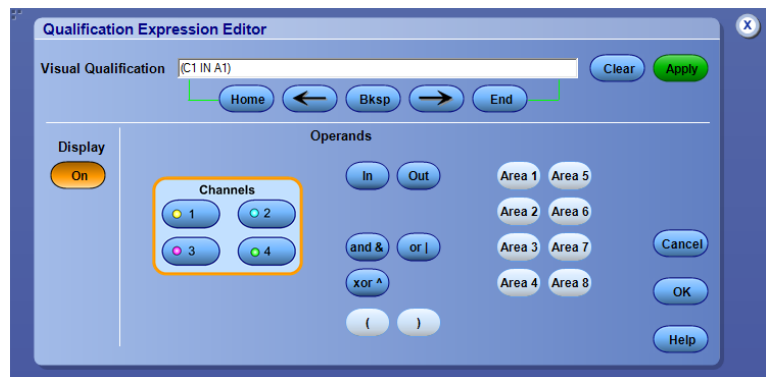 Qualification Expression Editor
X
Visual Qualification (C1 IN A1) Clear Apply
Home Bksp End
Display
On
Operands
Channels
1 2
3 4
In Out
and & or |
xor ^
( )
Area 1 Area 5
Area 2 Area 6
Area 3 Area 7
Area 4 Area 8
Cancel
OK
Help